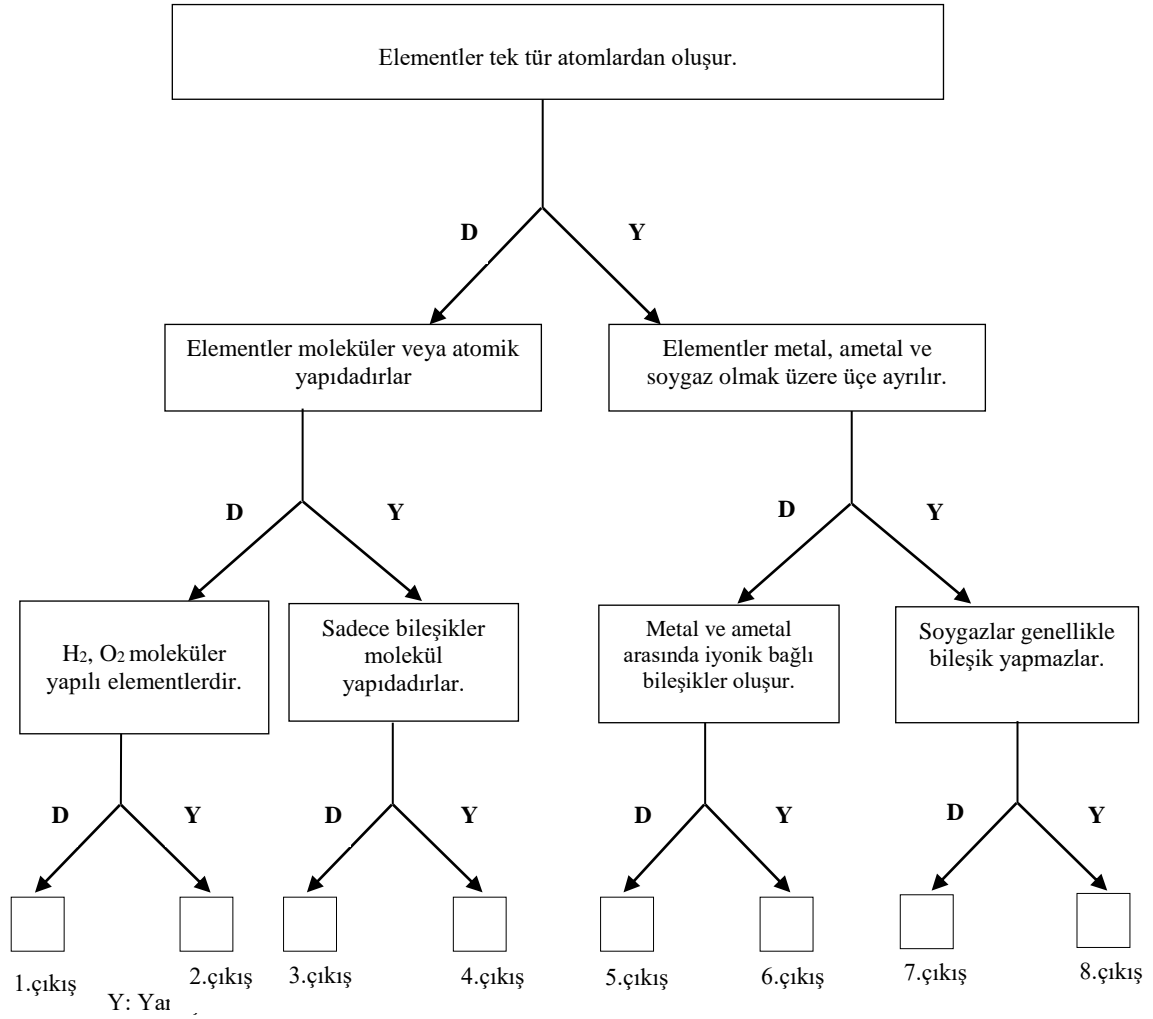 Elementler tek tür atomlardan oluşur.
D
Y
Elementler moleküler veya atomik
yapıdadırlar
Elementler metal, ametal ve
soygaz olmak üzere üçe ayrılır.
D
Y
D
Y
H2, O2 moleküler
yapılı elementlerdir.
Sadece bileşikler
molekül
yapıdadırlar.
Metal ve ametal
arasında iyonik bağlı
bileşikler oluşur.
Soygazlar genellikle
bileşik yapmazlar.
D
Y
D
Y
D
Y
D
Y
1.çıkış
2.çıkış
3.çıkış
4.çıkış
5.çıkış
6.çıkış
7.çıkış
8.çıkış
Y: